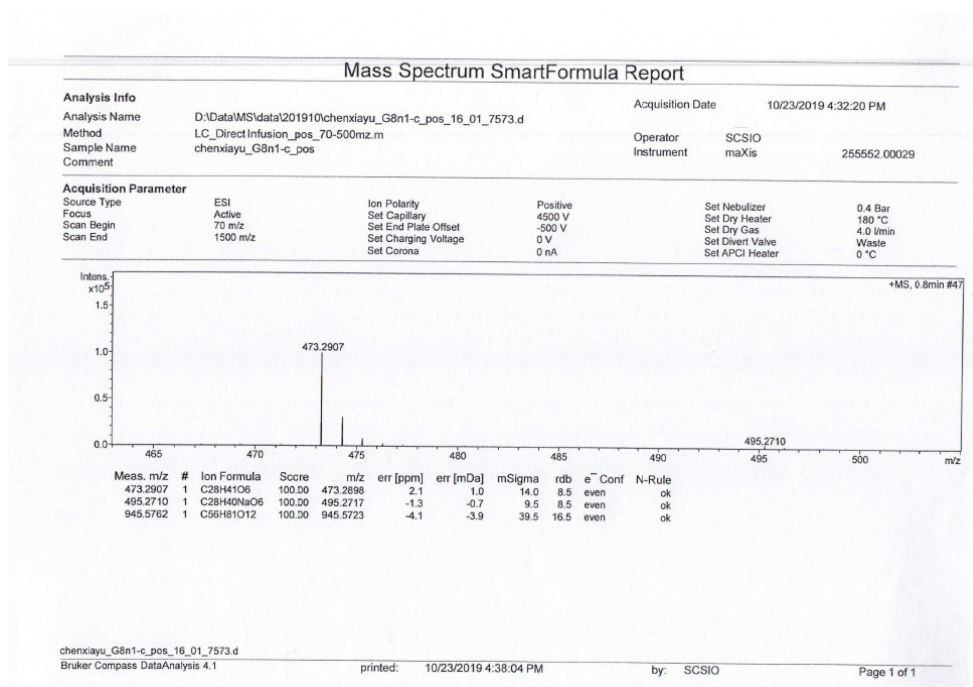 Mass Spectrum SmartFormula Report
Analysis Info
Acquisition Date 10/23/2019 4:32:20 PM
Analysis Name D:\Data\MS\data\201910\chenxiayu_G8n1-c_pos_16_01_7573.d
Method LC_Direct Infusion_pos_70-500mz.m
Operator SCSIO
Sample Name chenxiayu_G8n1-c_pos
Instrument maXis 255552.00029
Comment
Acquisition Parameter
Source Type ESI Ion Polarity Positive Set Nebulizer 0.4 Bar
Focus Active Set Capillary 4500 V Set Dry Heater 180 °C
Scan Begin 70 m/z Set End Plate Offset -500 V Set Dry Gas 4.0 l/min
Scan End 1500 m/z Set Charging Voltage 0 V Set Divert Valve Waste
Set Corona 0 nA Set APCI Heater 0 °C
Intens.
x10⁵
+MS, 0.8min #47
1.5
473.2907
1.0
0.5
495.2710
0.0
465 470 475 480 485 490 495 500 m/z
Meas. m/z # Ion Formula Score m/z err [ppm] err [mDa] mSigma rdb e⁻ Conf N-Rule
473.2907 1 C28H41O6 100.00 473.2898 2.1 1.0 14.0 8.5 even ok
495.2710 1 C28H40NaO6 100.00 495.2717 -1.3 -0.7 9.5 8.5 even ok
945.5762 1 C56H81O12 100.00 945.5723 -4.1 -3.9 39.5 16.5 even ok
chenxiayu_G8n1-c_pos_16_01_7573.d
Bruker Compass DataAnalysis 4.1 printed: 10/23/2019 4:38:04 PM by: SCSIO Page 1 of 1